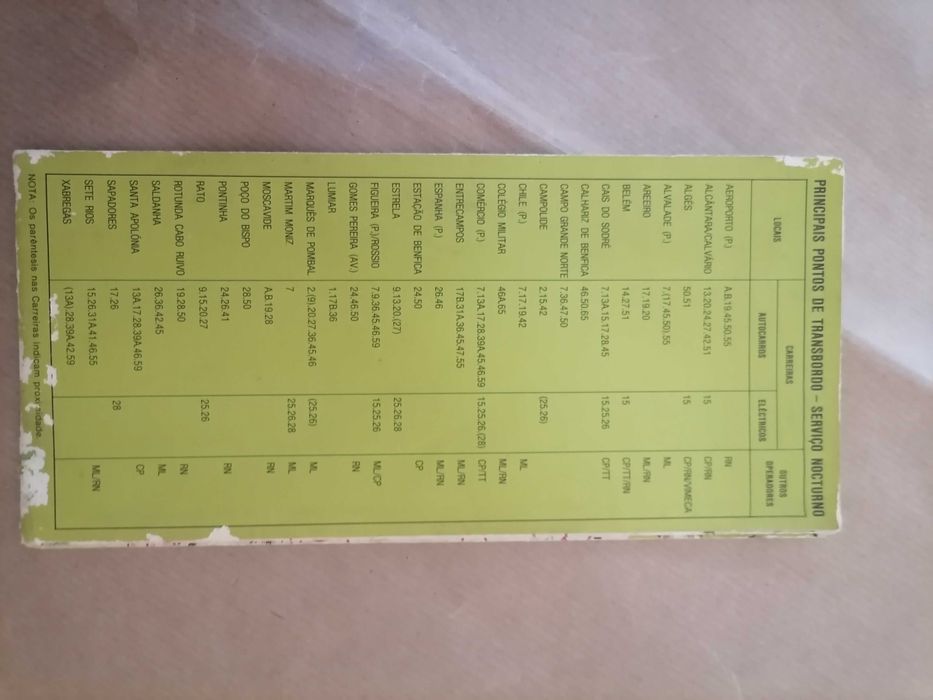 PRINCIPAIS PONTOS DE TRANSBORDO – SERVIÇO NOCTURNO
LOCAIS CARREIRAS OUTROS OPERADORES
AUTOCARROS ELÉCTRICOS
AEROPORTO (P.) A.B.19.45.50.55 RN
ALCÂNTARA/CALVÁRIO 13.20.24.27.42.51 15 CP/RN
ALGÉS 50.51 15 CP/RN/VIMECA
ALVALADE (P.) 7.(17.45.50).55 ML
AREEIRO 17.19.20 ML/RN
BELÉM 14.27.51 15 CP/TT/RN
CAIS DO SODRÉ 7.13A.15.17.28.45 15.25.26 CP/TT
CALHARIZ DE BENFICA 46.50.65
CAMPO GRANDE NORTE 7.36.47.50
CAMPOLIDE 2.15.42 (25.26)
CHILE (P.) 7.17.19.42 ML
COLÉGIO MILITAR 46A.65 ML/RN
COMÉRCIO (P.) 7.13A.17.28.39A.45.46.59 15.25.26.(28) CP/TT
ENTRECAMPOS 17B.31A.36.45.47.55 ML/RN
ESPANHA (P.) 26.46 ML/RN
ESTAÇÃO DE BENFICA 24.50 CP
ESTRELA 9.13.20.(27) 25.26.28
FIGUEIRA (P.)/ROSSIO 7.9.36.45.46.59 15.25.26 ML/CP
GOMES PEREIRA (AV.) 24.46.50 RN
LUMIAR 1.17B.36
MARQUÊS DE POMBAL 2.(9).20.27.36.45.46 (25.26) ML
MARTIM MONIZ 7 25.26.28 ML
MOSCAVIDE A.B.19.28 RN
POÇO DO BISPO 28.50
PONTINHA 24.26.41 RN
RATO 9.15.20.27 25.26
ROTUNDA CABO RUIVO 19.28.50 RN
SALDANHA 26.36.42.45 ML
SANTA APOLÓNIA 13A.17.28.39A.46.59 CP
SAPADORES 17.26 28
SETE RIOS 15.26.31A.41.46.55 ML/RN
XABREGAS (13A).28.39A.42.59
NOTA: Os parêntesis nas Carreiras indicam proximidade.